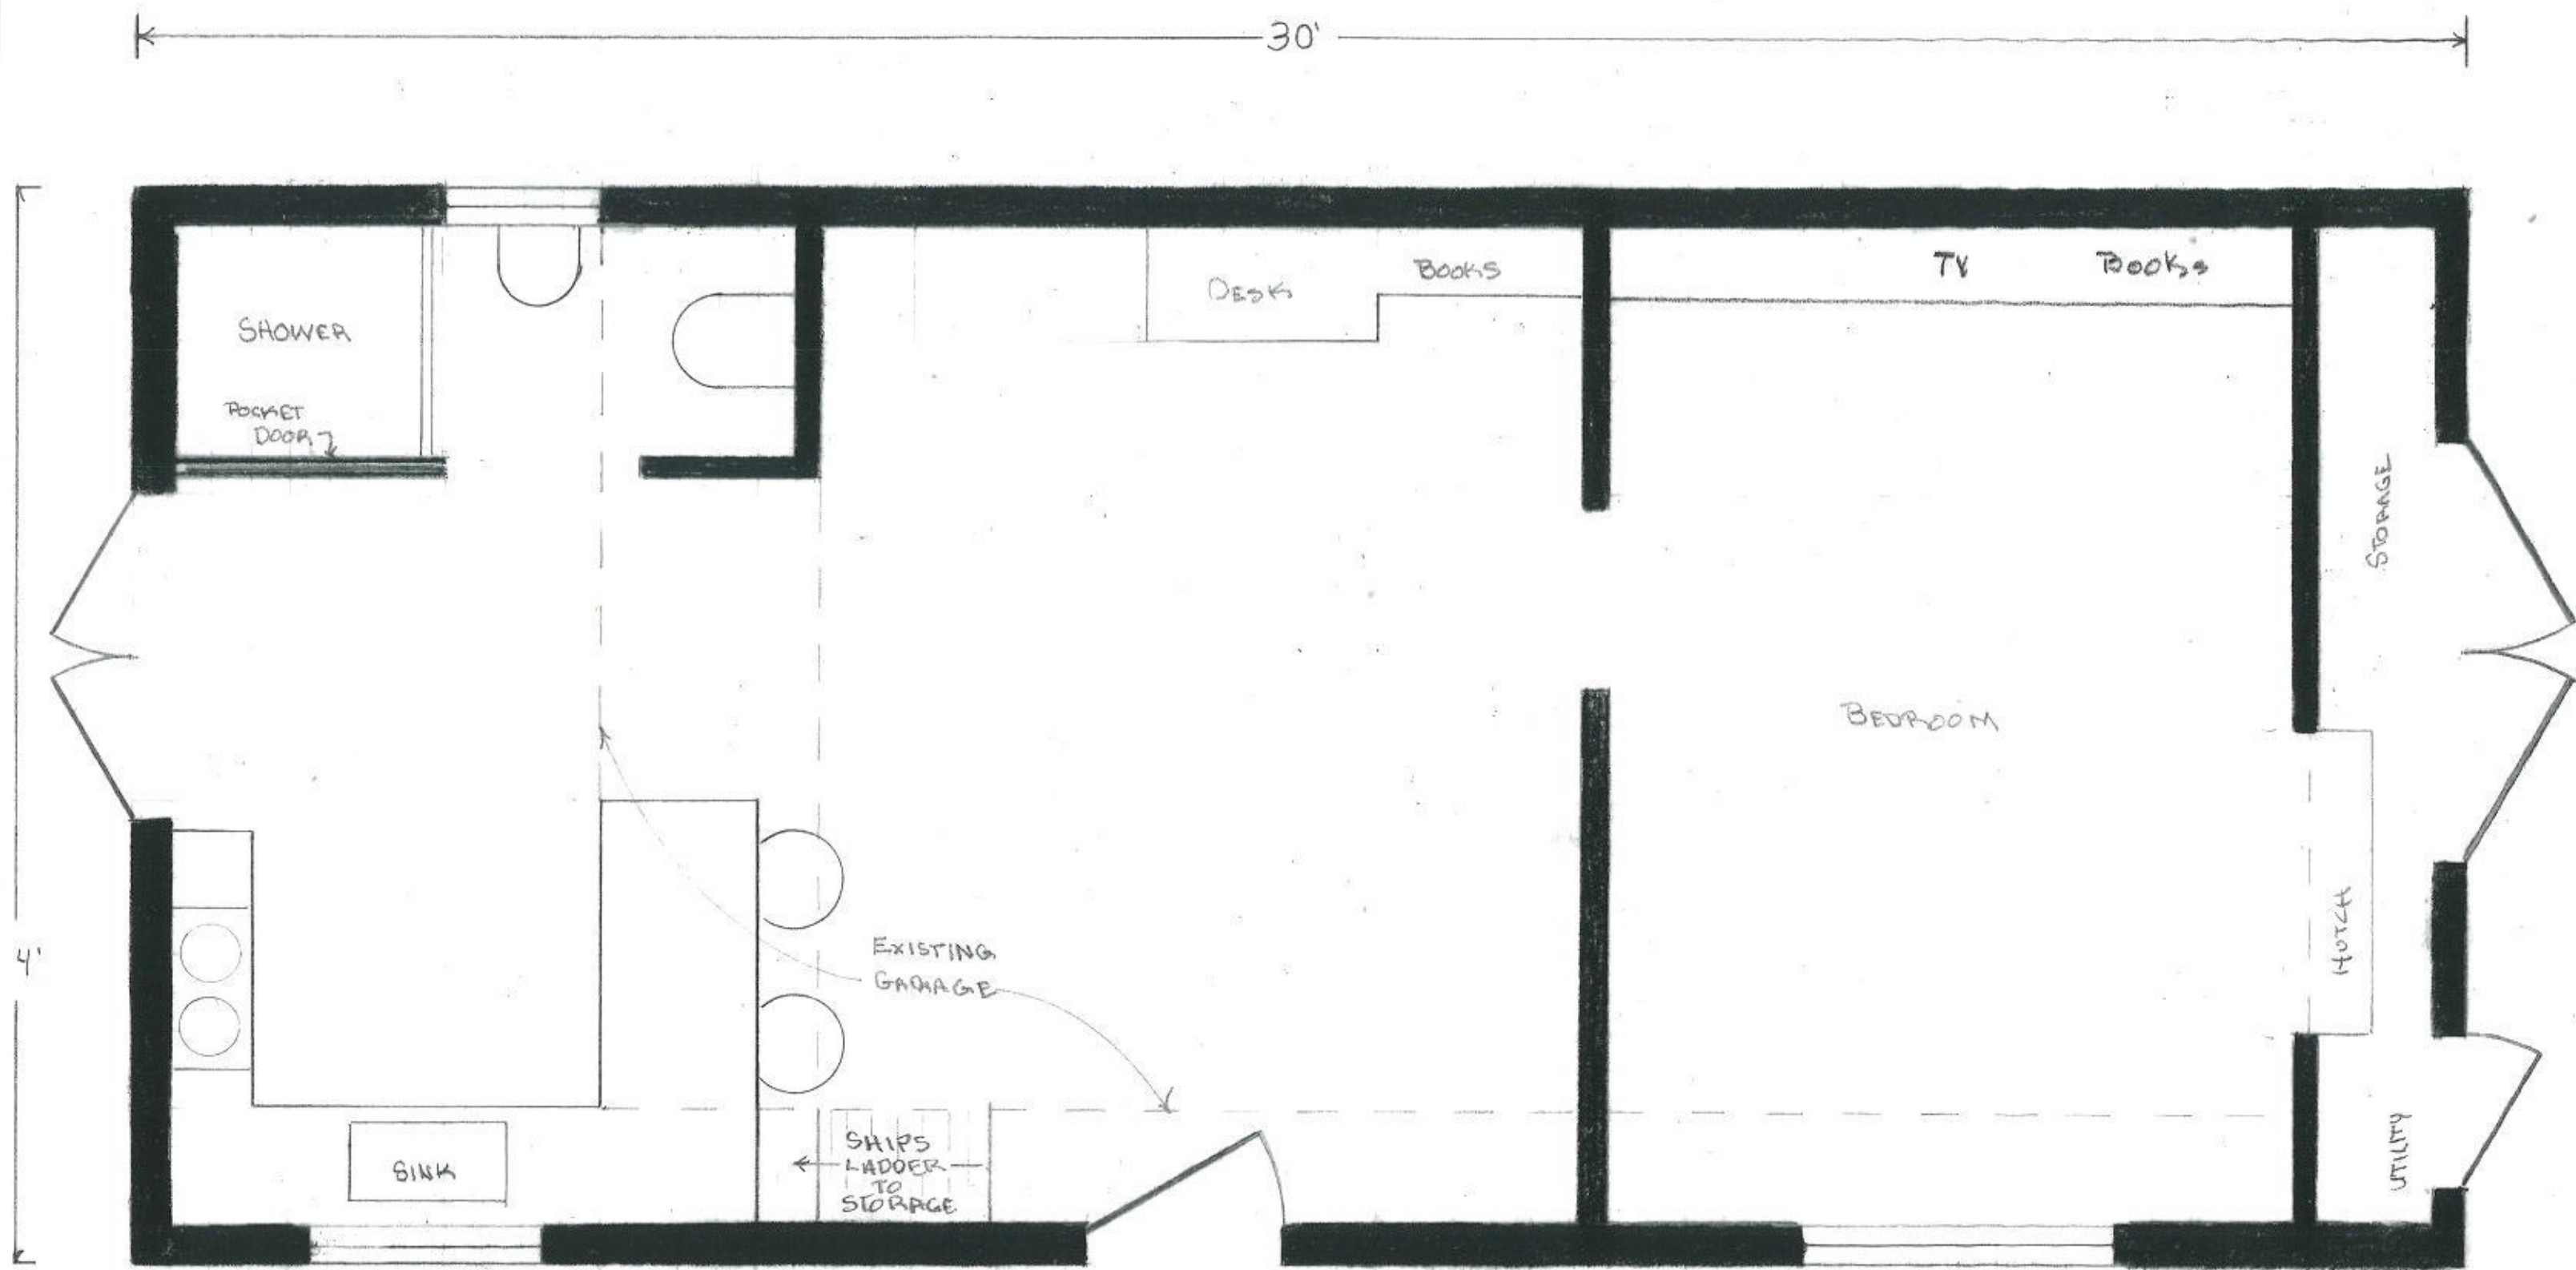 30'
BOOKS
TV
BOOKS
DESK
SHOWER
POCKET
DOOR
STORAGE
BEDROOM
HUTCH
EXISTING
GARAGE
4'
SHIPS
LADDER
TO
STORAGE
SINK
UTILITY